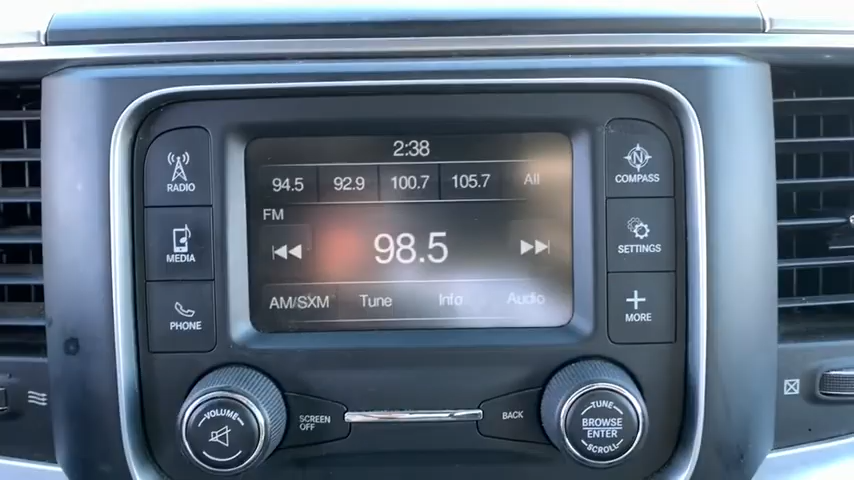 2:38
94.5 92.9 100.7 105.7 All
FM
98.5
AM/SXM Tune Info Audio
RADIO
MEDIA
PHONE
COMPASS
SETTINGS
MORE
VOLUME
SCREEN
OFF
BACK
TUNE
BROWSE
ENTER
SCROLL
N